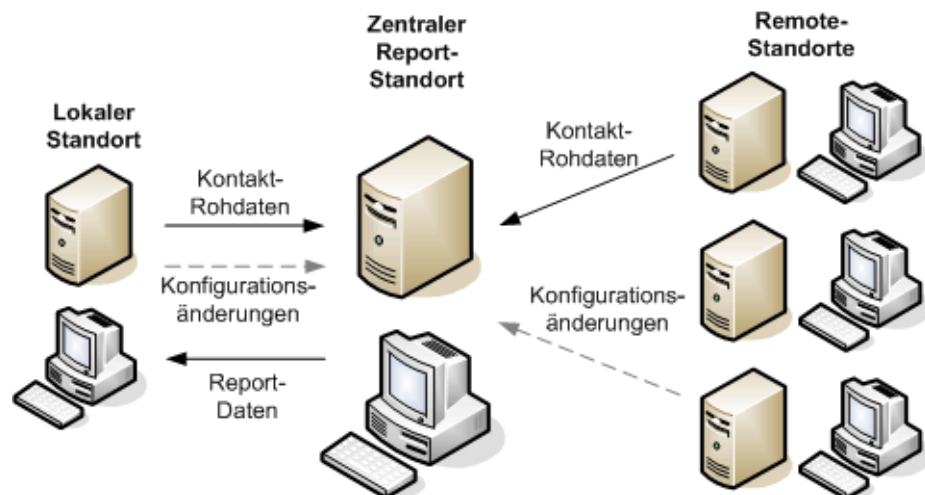 Zentraler
Report-
Standort
Remote-
Standorte
Lokaler
Standort
Kontakt-
Rohdaten
Kontakt-
Rohdaten
Konfigurations-
änderungen
Konfigurations-
änderungen
Report-
Daten